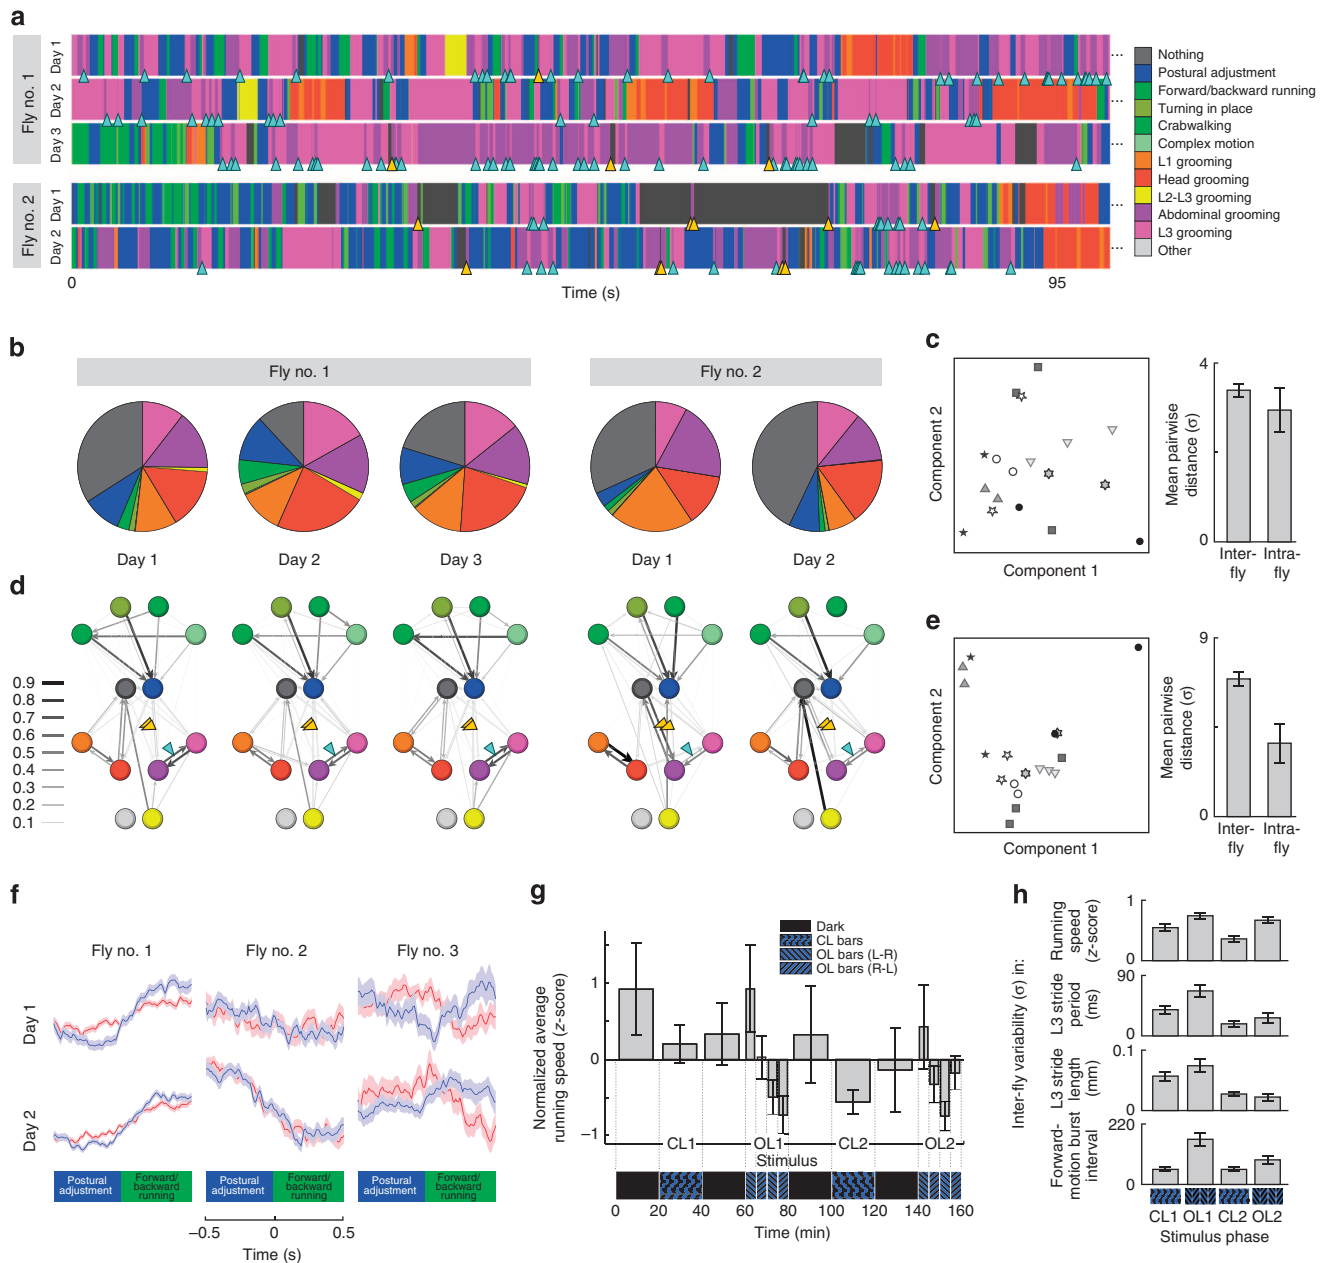 a
Fly no. 1
Day 1
Day 2
Day 3
Fly no. 2
Day 1
Day 2
...
...
...
...
...
0
Time (s)
95
Nothing
Postural adjustment
Forward/backward running
Turning in place
Crabwalking
Complex motion
L1 grooming
Head grooming
L2-L3 grooming
Abdominal grooming
L3 grooming
Other
b
Fly no. 1
Fly no. 2
Day 1
Day 2
Day 3
Day 1
Day 2
c
Component 2
Component 1
Mean pairwise
distance (σ)
4
0
Inter-
fly
Intra-
fly
d
0.9
0.8
0.7
0.6
0.5
0.4
0.3
0.2
0.1
e
Component 2
Component 1
Mean pairwise
distance (σ)
9
0
Inter-
fly
Intra-
fly
f
Fly no. 1
Fly no. 2
Fly no. 3
Day 1
Day 2
Postural
adjustment
Forward/
backward
running
Postural
adjustment
Forward/
backward
running
Postural
adjustment
Forward/
backward
running
−0.5
0
0.5
Time (s)
g
Normalized average
running speed (z-score)
1
0
−1
Dark
CL bars
OL bars (L-R)
OL bars (R-L)
CL1
OL1
CL2
OL2
Stimulus
0
20
40
60
80
100
120
140
160
Time (min)
h
Inter-fly variability (σ) in:
Running
speed
(z-score)
1
0
L3 stride
period
(ms)
90
0
L3 stride
length
(mm)
0.1
0
Forward-
motion burst
interval
220
0
CL1
OL1
CL2
OL2
Stimulus phase